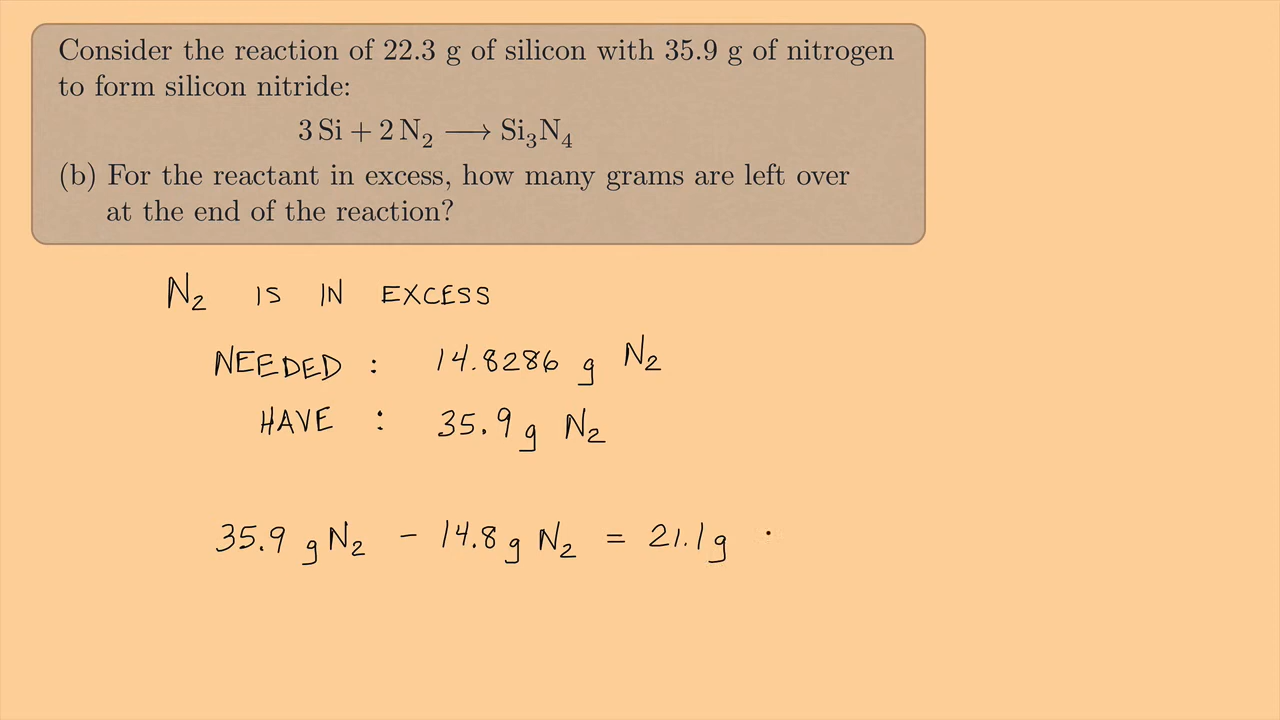 Consider the reaction of 22.3 g of silicon with 35.9 g of nitrogen
to form silicon nitride:
3 Si + 2 N₂ ⟶ Si₃N₄
(b) For the reactant in excess, how many grams are left over
at the end of the reaction?
N₂ IS IN EXCESS
NEEDED : 14.8286 g N₂
HAVE : 35.9 g N₂
35.9 g N₂ - 14.8 g N₂ = 21.1 g